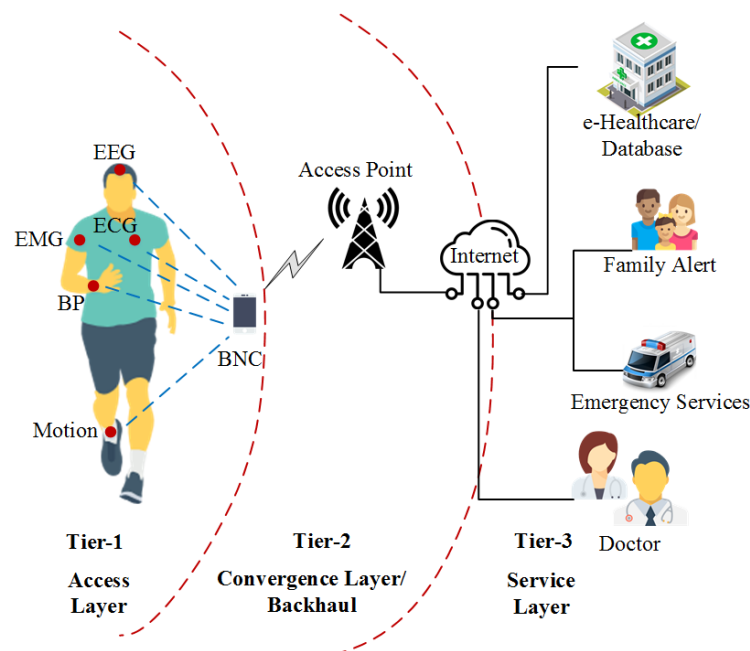 EEG
ECG
EMG
BP
BNC
Motion
Access Point
Internet
e-Healthcare/
Database
Family Alert
Emergency Services
Doctor
Tier-1
Access
Layer
Tier-2
Convergence Layer/
Backhaul
Tier-3
Service
Layer